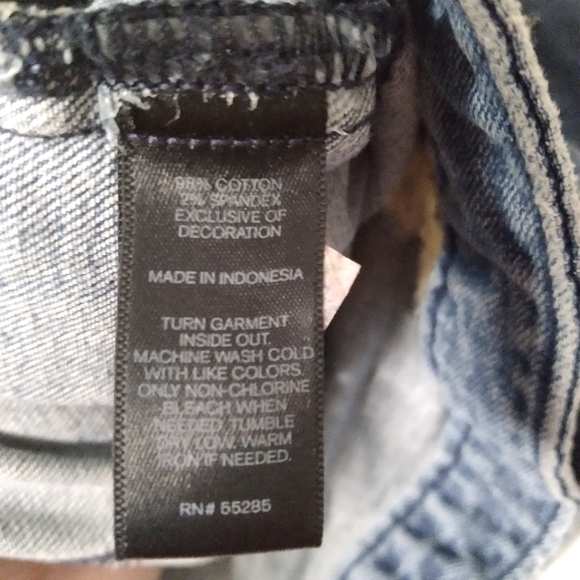 98% COTTON
2% SPANDEX
EXCLUSIVE OF
DECORATION
MADE IN INDONESIA
TURN GARMENT
INSIDE OUT.
MACHINE WASH COLD
WITH LIKE COLORS.
ONLY NON-CHLORINE
BLEACH WHEN
NEEDED. TUMBLE
DRY LOW. WARM
IRON IF NEEDED.
RN# 55285